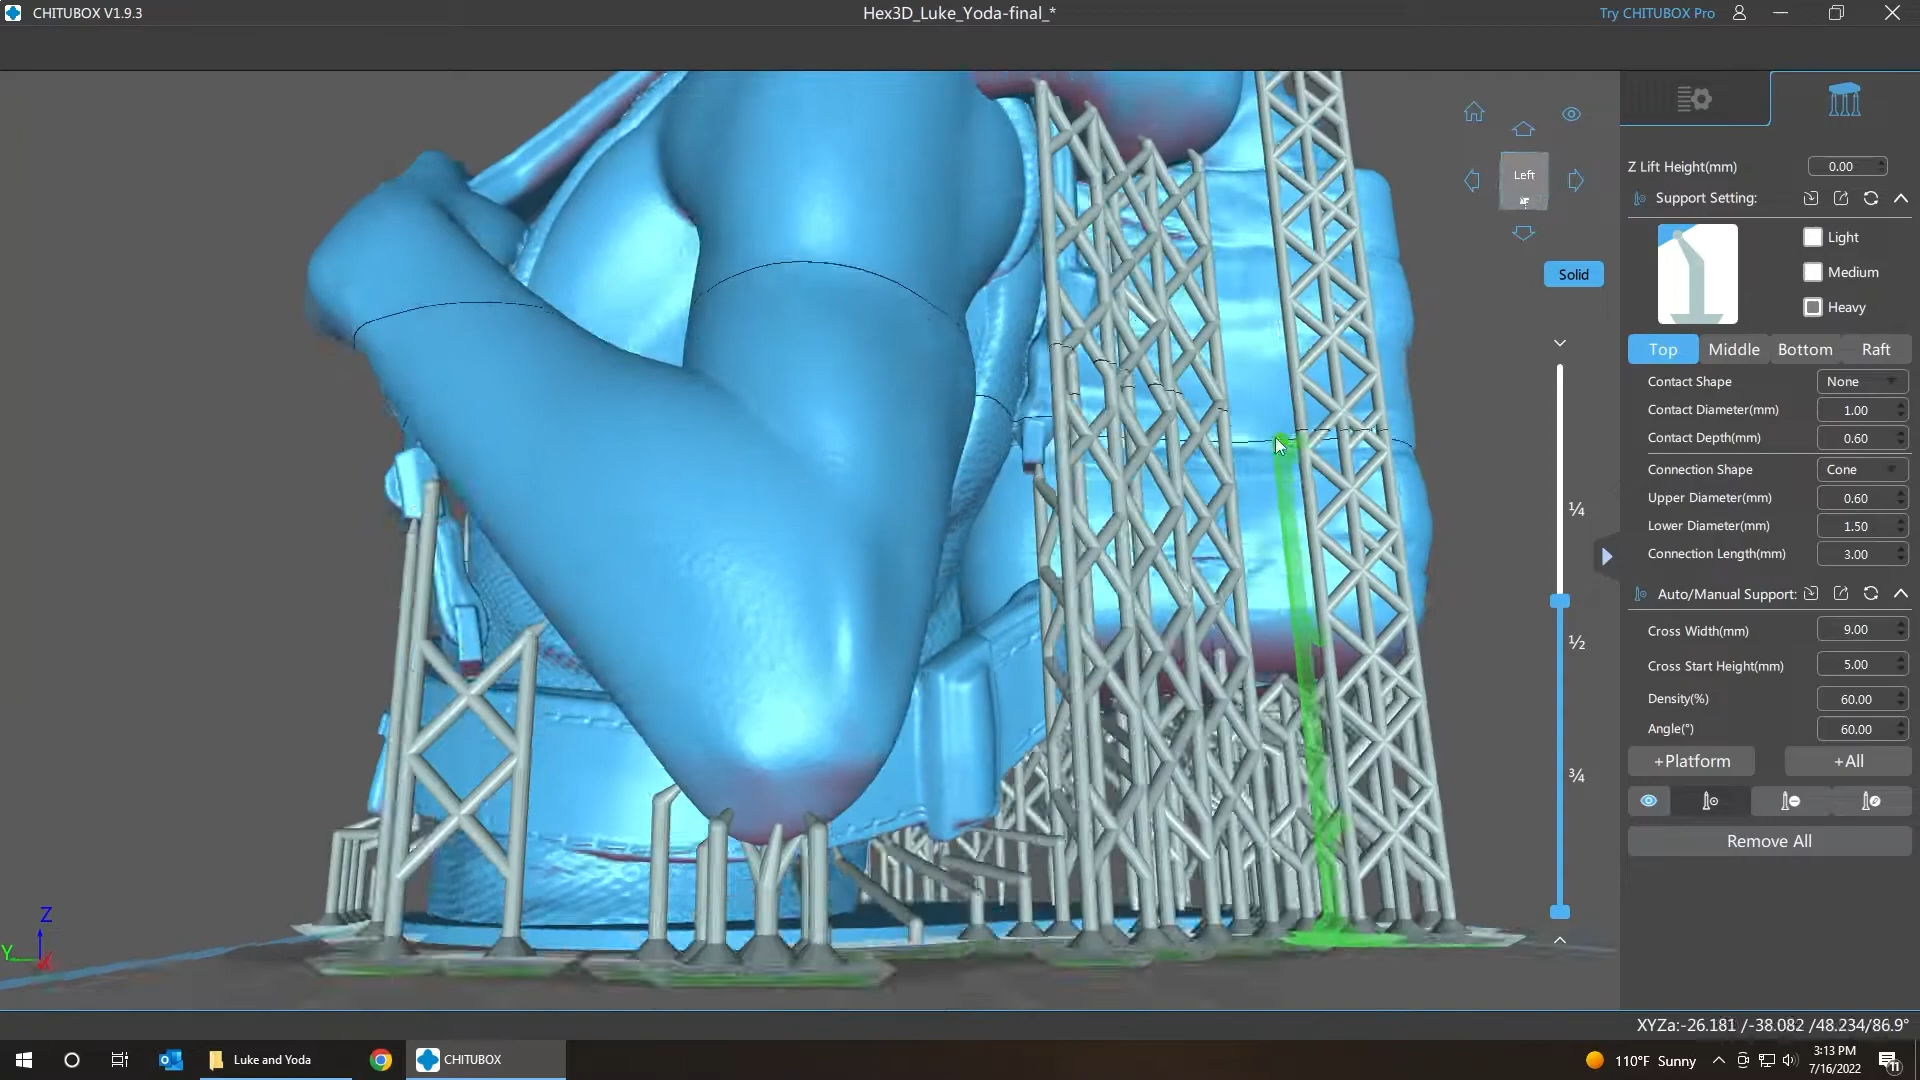 CHITUBOX V1.9.3
Hex3D_Luke_Yoda-final_*
Try CHITUBOX Pro
Left
Solid
¼
½
¾
Z Lift Height(mm) 0.00
Support Setting:
Light
Medium
Heavy
Top Middle Bottom Raft
Contact Shape None
Contact Diameter(mm) 1.00
Contact Depth(mm) 0.60
Connection Shape Cone
Upper Diameter(mm) 0.60
Lower Diameter(mm) 1.50
Connection Length(mm) 3.00
Auto/Manual Support:
Cross Width(mm) 9.00
Cross Start Height(mm) 5.00
Density(%) 60.00
Angle(°) 60.00
+Platform +All
Remove All
Z
Y
X
XYZa:-26.181 /-38.082 /48.234/86.9°
Luke and Yoda
CHITUBOX
110°F Sunny
3:13 PM
7/16/2022
11